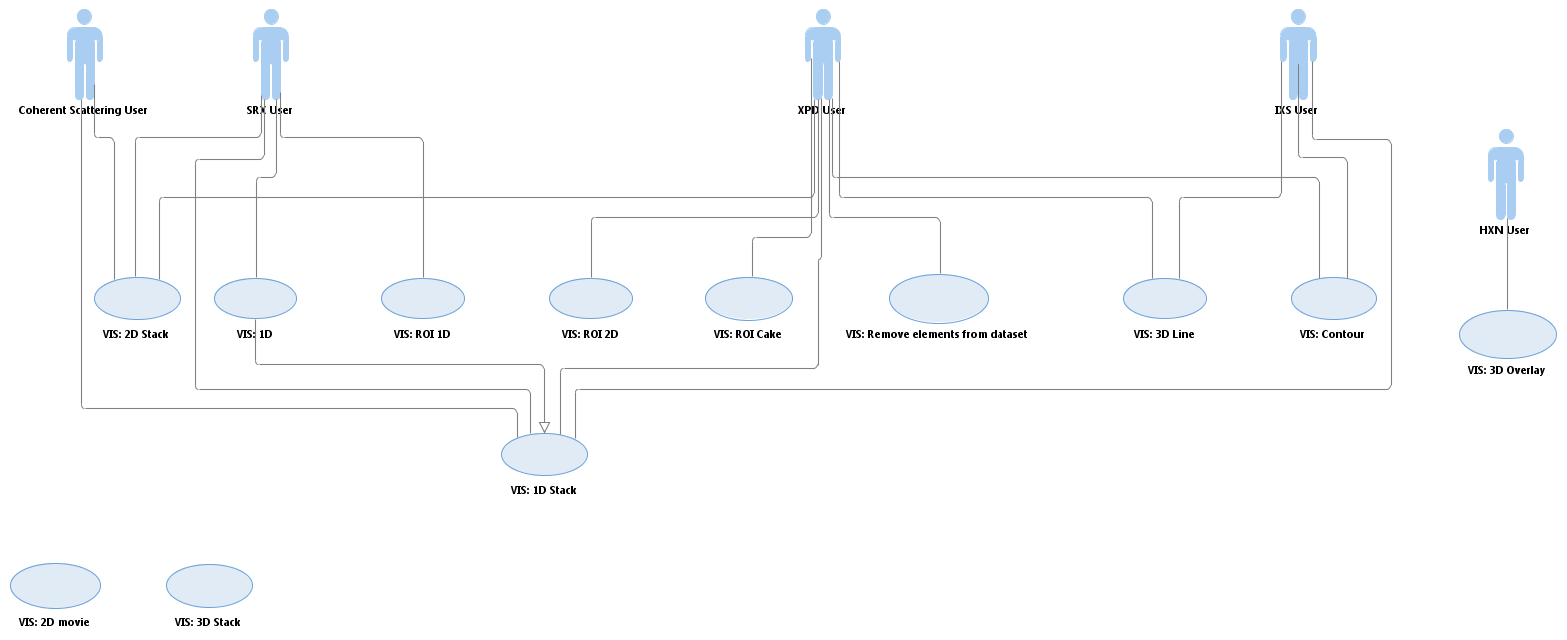 Coherent Scattering User
SRX User
XPD User
IXS User
HXN User
VIS: 2D Stack
VIS: 1D
VIS: ROI 1D
VIS: ROI 2D
VIS: ROI Cake
VIS: Remove elements from dataset
VIS: 3D Line
VIS: Contour
VIS: 3D Overlay
VIS: 1D Stack
VIS: 2D movie
VIS: 3D Stack